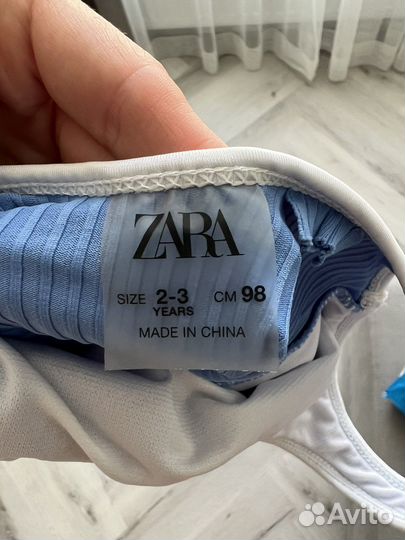 ZARA
SIZE 2-3 YEARS CM 98
MADE IN CHINA
Avito